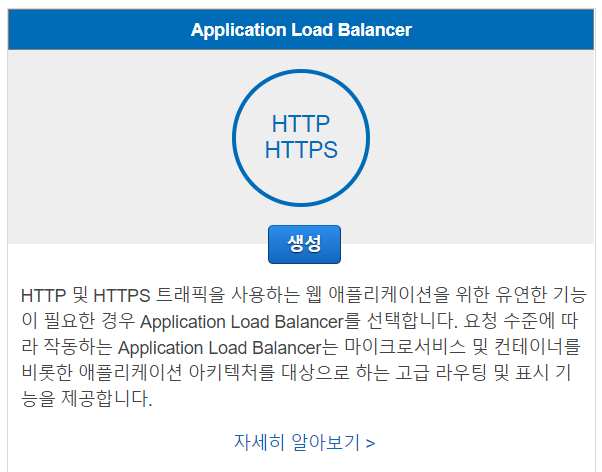 Application Load Balancer
HTTP
HTTPS
생성
HTTP 및 HTTPS 트래픽을 사용하는 웹 애플리케이션을 위한 유연한 기능
이 필요한 경우 Application Load Balancer를 선택합니다. 요청 수준에 따
라 작동하는 Application Load Balancer는 마이크로서비스 및 컨테이너를
비롯한 애플리케이션 아키텍처를 대상으로 하는 고급 라우팅 및 표시 기
능을 제공합니다.
자세히 알아보기 >